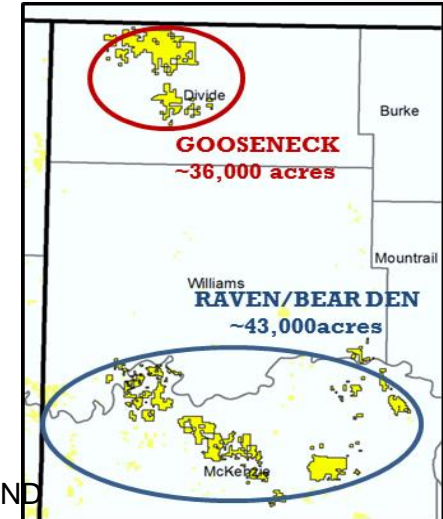 Divide
Burke
GOOSENECK
~36,000 acres
Mountrail
Williams
RAVEN/BEAR DEN
~43,000acres
McKenzie
ND